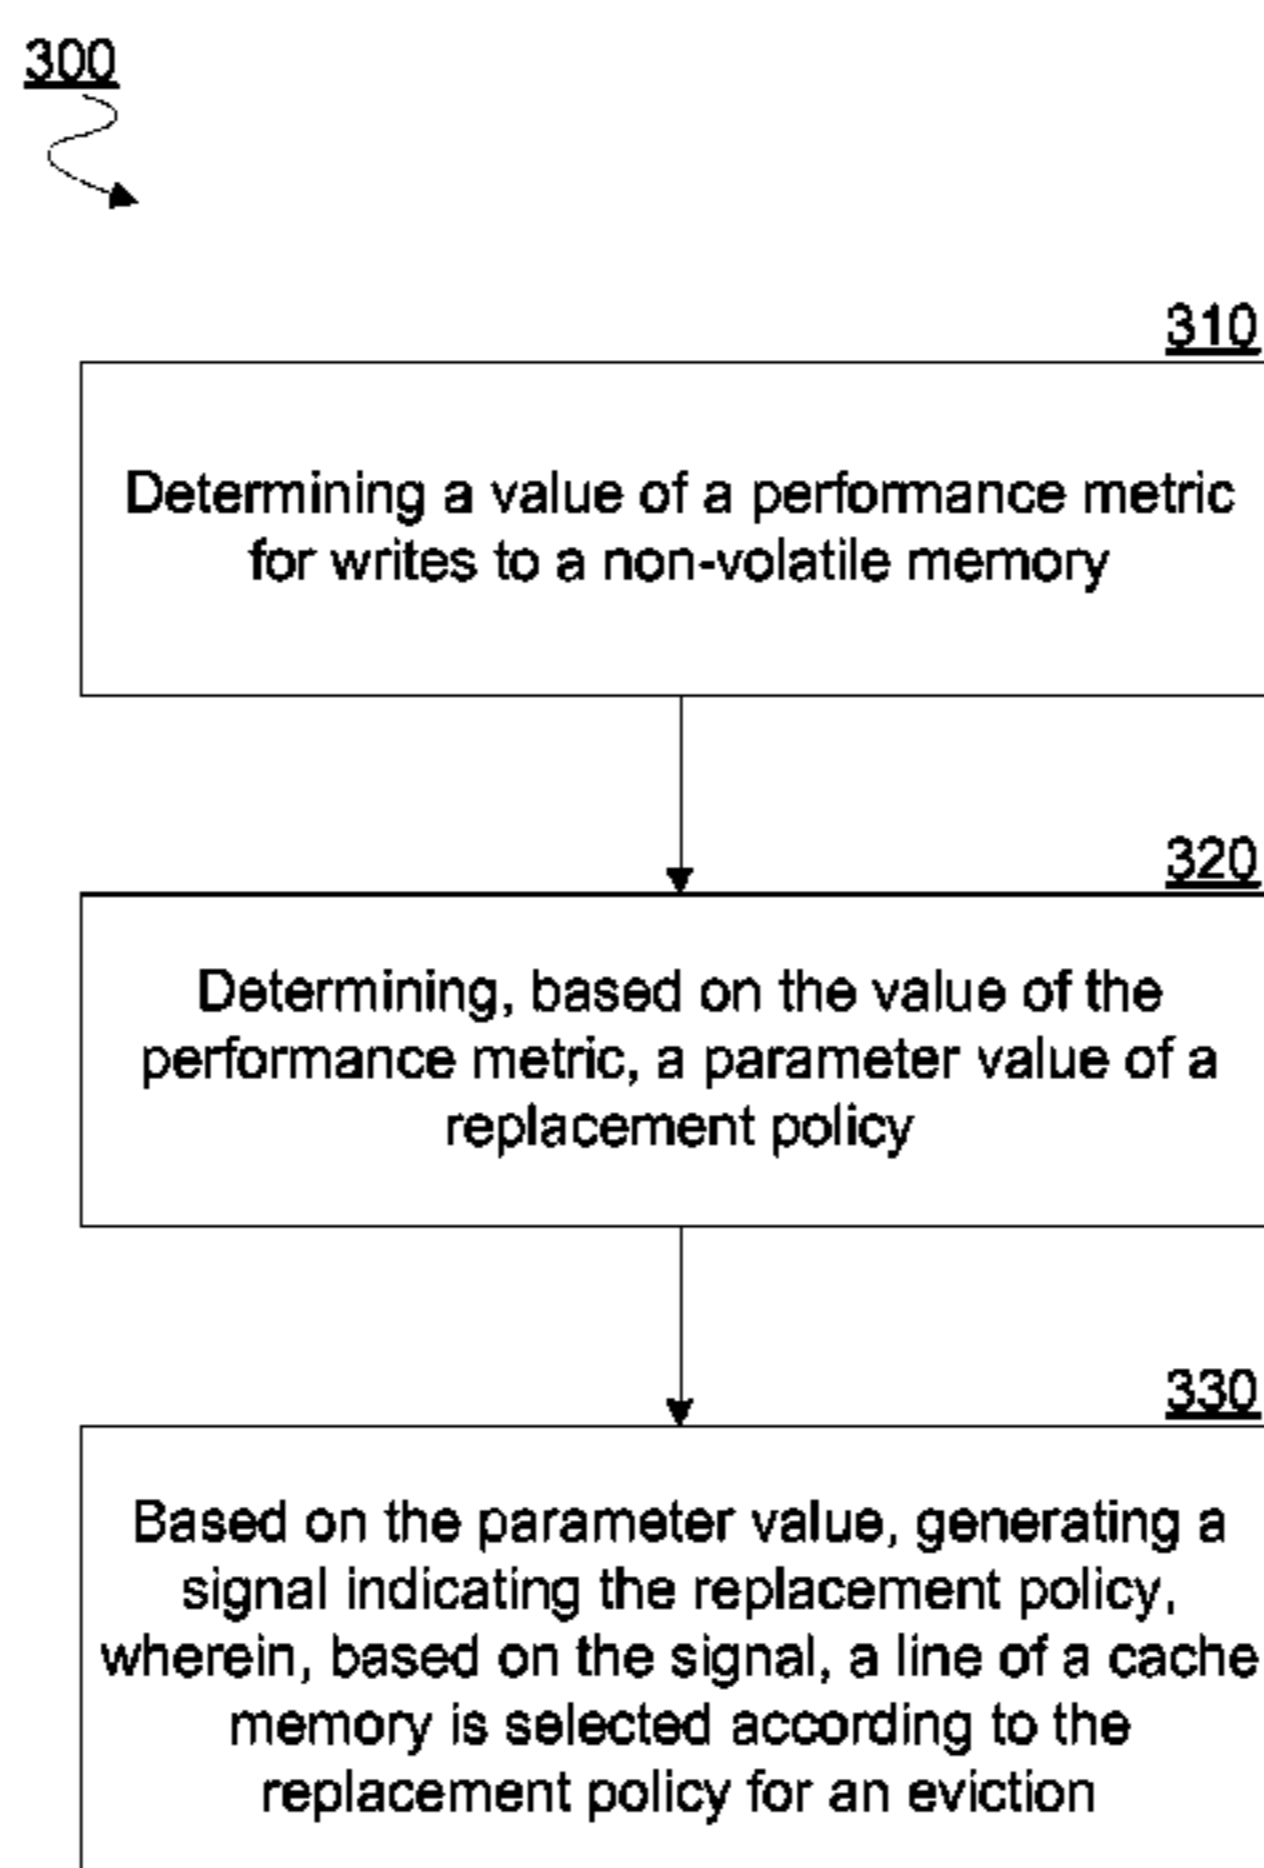 300
310
Determining a value of a performance metric
for writes to a non-volatile memory
320
Determining, based on the value of the
performance metric, a parameter value of a
replacement policy
330
Based on the parameter value, generating a
signal indicating the replacement policy,
wherein, based on the signal, a line of a cache
memory is selected according to the
replacement policy for an eviction